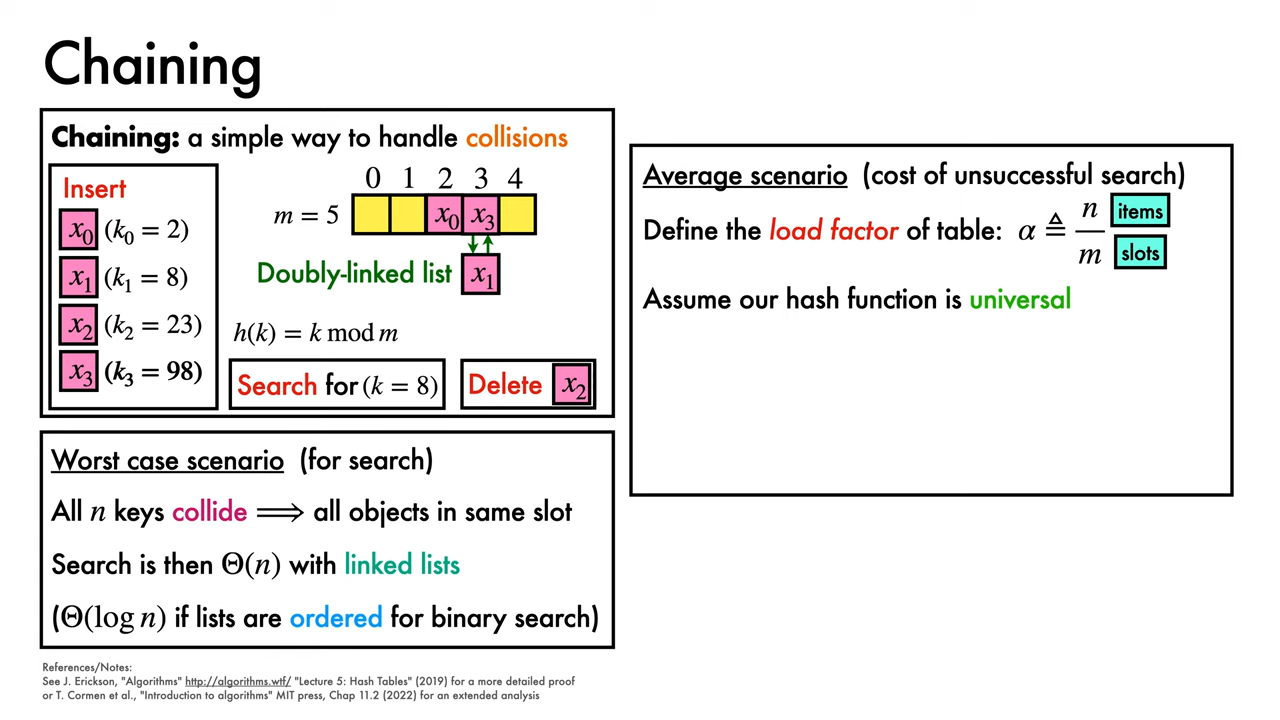 Chaining
Chaining: a simple way to handle collisions
Insert
x₀ (k₀ = 2)
x₁ (k₁ = 8)
x₂ (k₂ = 23)
x₃ (k₃ = 98)
0 1 2 3 4
m = 5 x₀ x₃
Doubly-linked list x₁
h(k) = k mod m
Search for (k = 8)
Delete x₂
Worst case scenario (for search)
All n keys collide ⟹ all objects in same slot
Search is then Θ(n) with linked lists
(Θ(log n) if lists are ordered for binary search)
Average scenario (cost of unsuccessful search)
Define the load factor of table: α ≜ n/m items slots
Assume our hash function is universal
References/Notes:
See J. Erickson, "Algorithms" http://algorithms.wtf/ "Lecture 5: Hash Tables" (2019) for a more detailed proof
or T. Cormen et al., "Introduction to algorithms" MIT press, Chap 11.2 (2022) for an extended analysis